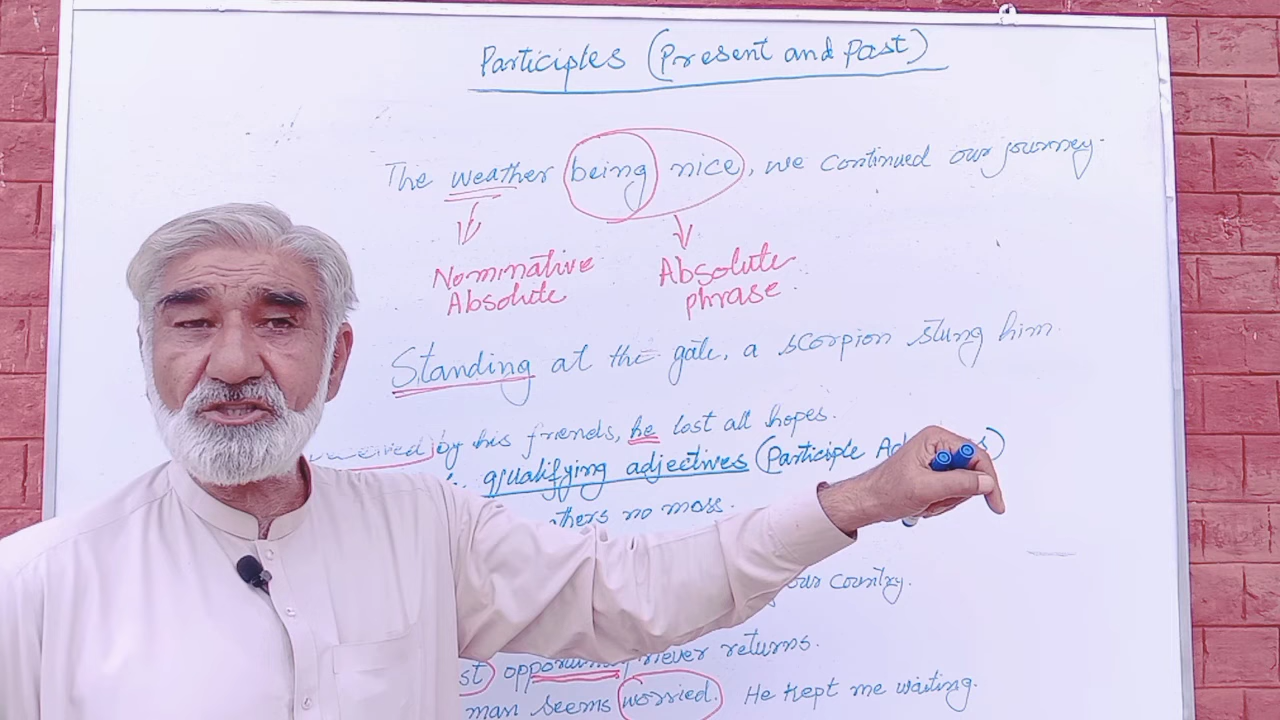 Participles (Present and Past)
The weather being nice, we continued our journey.
Nominative Absolute
Absolute phrase.
Standing at the gate, a scorpion stung him.
by his friends, he lost all hopes.
qualifying adjectives (Participle
no moss.
our country.
never returns.
man seems worried. He kept me waiting.